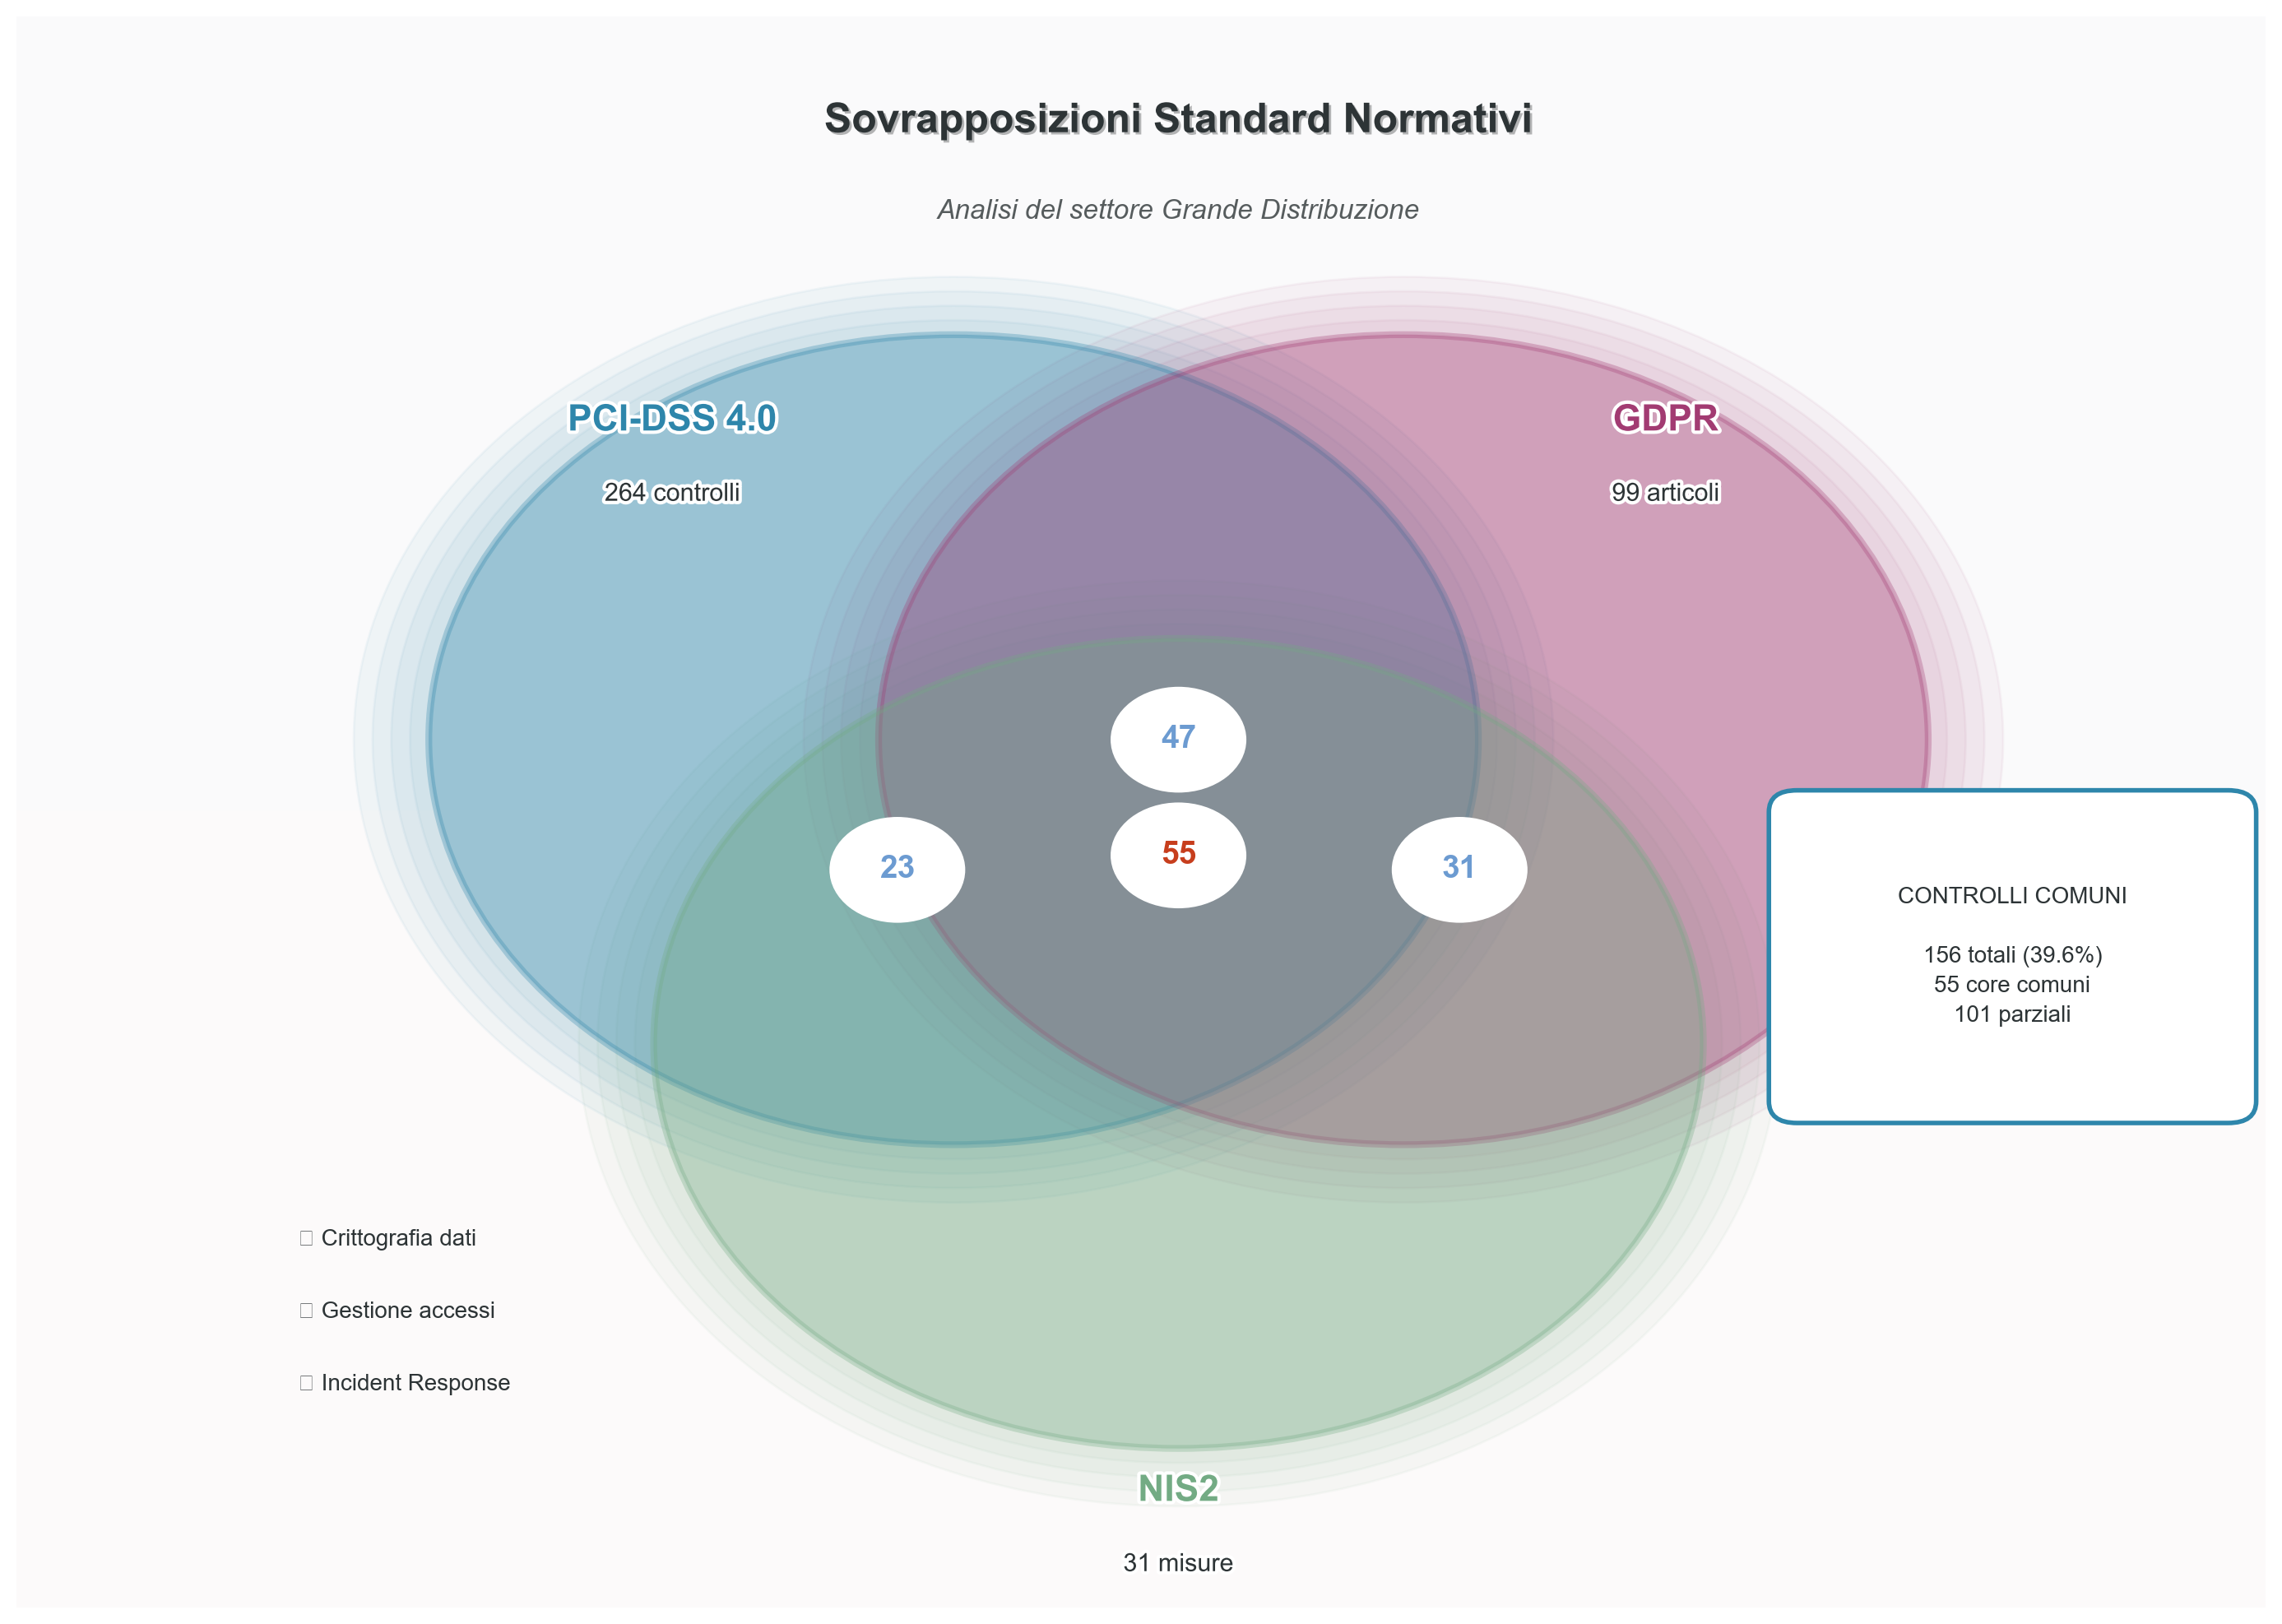 Sovrapposizioni Standard Normativi
Analisi del settore Grande Distribuzione
PCI-DSS 4.0
264 controlli
GDPR
99 articoli
47
55
23
31
CONTROLLI COMUNI
156 totali (39.6%)
55 core comuni
101 parziali
Crittografia dati
Gestione accessi
Incident Response
NIS2
31 misure